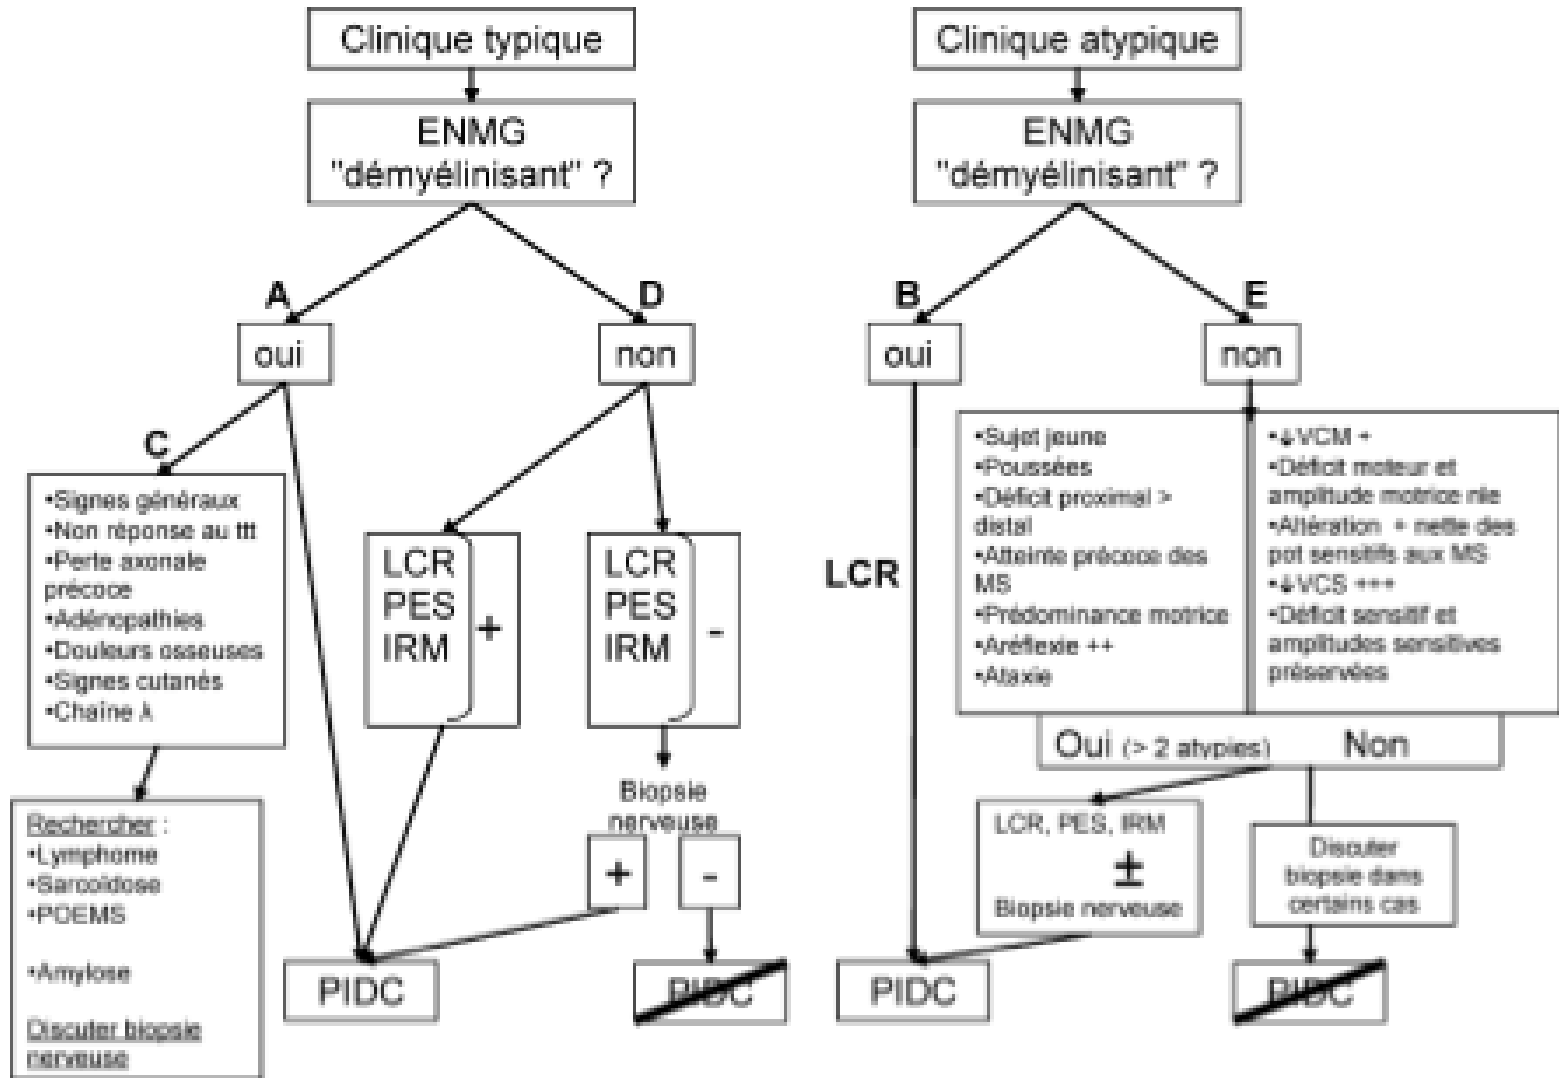 Clinique typique
ENMG
"démyélinisant" ?
A
D
oui
non
C
•Signes généraux
•Non réponse au ttt
•Perte axonale
précoce
•Adénopathies
•Douleurs osseuses
•Signes cutanés
•Chaîne λ
LCR
PES
IRM
+
LCR
PES
IRM
-
Biopsie
nerveuse
+
-
Rechercher :
•Lymphome
•Sarcoïdose
•POEMS
•Amylose
Discuter biopsie
nerveuse
PIDC
PIDC
Clinique atypique
ENMG
"démyélinisant" ?
B
E
oui
non
LCR
•Sujet jeune
•Poussées
•Déficit proximal >
distal
•Atteinte précoce des
MS
•Prédominance motrice
•Aréflexie ++
•Ataxie
•↓VCM +
•Déficit moteur et
amplitude motrice nle
•Altération + nette des
pot sensitifs aux MS
•↓VCS +++
•Déficit sensitif et
amplitudes sensitives
préservées
Oui (> 2 atypies) Non
LCR, PES, IRM
±
Biopsie nerveuse
Discuter
biopsie dans
certains cas
PIDC
PIDC